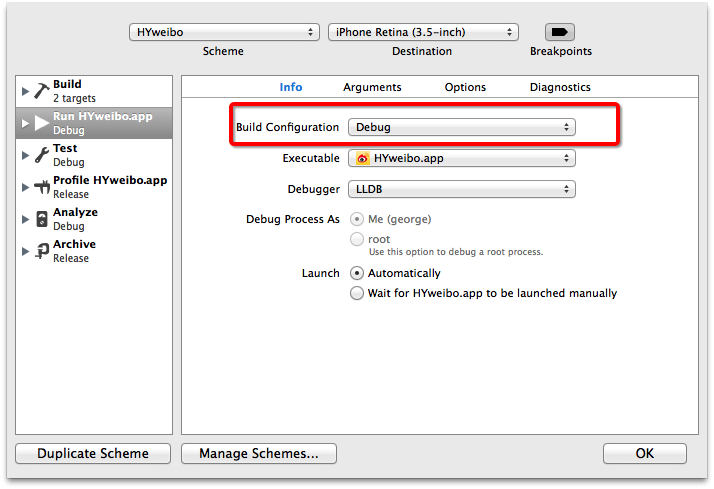 HYweibo
iPhone Retina (3.5-inch)
Scheme
Destination
Breakpoints
Build
2 targets
Run HYweibo.app
Debug
Test
Debug
Profile HYweibo.app
Release
Analyze
Debug
Archive
Release
Info
Arguments
Options
Diagnostics
Build Configuration
Debug
Executable
HYweibo.app
Debugger
LLDB
Debug Process As
Me (george)
root
Use this option to debug a root process.
Launch
Automatically
Wait for HYweibo.app to be launched manually
Duplicate Scheme
Manage Schemes...
OK